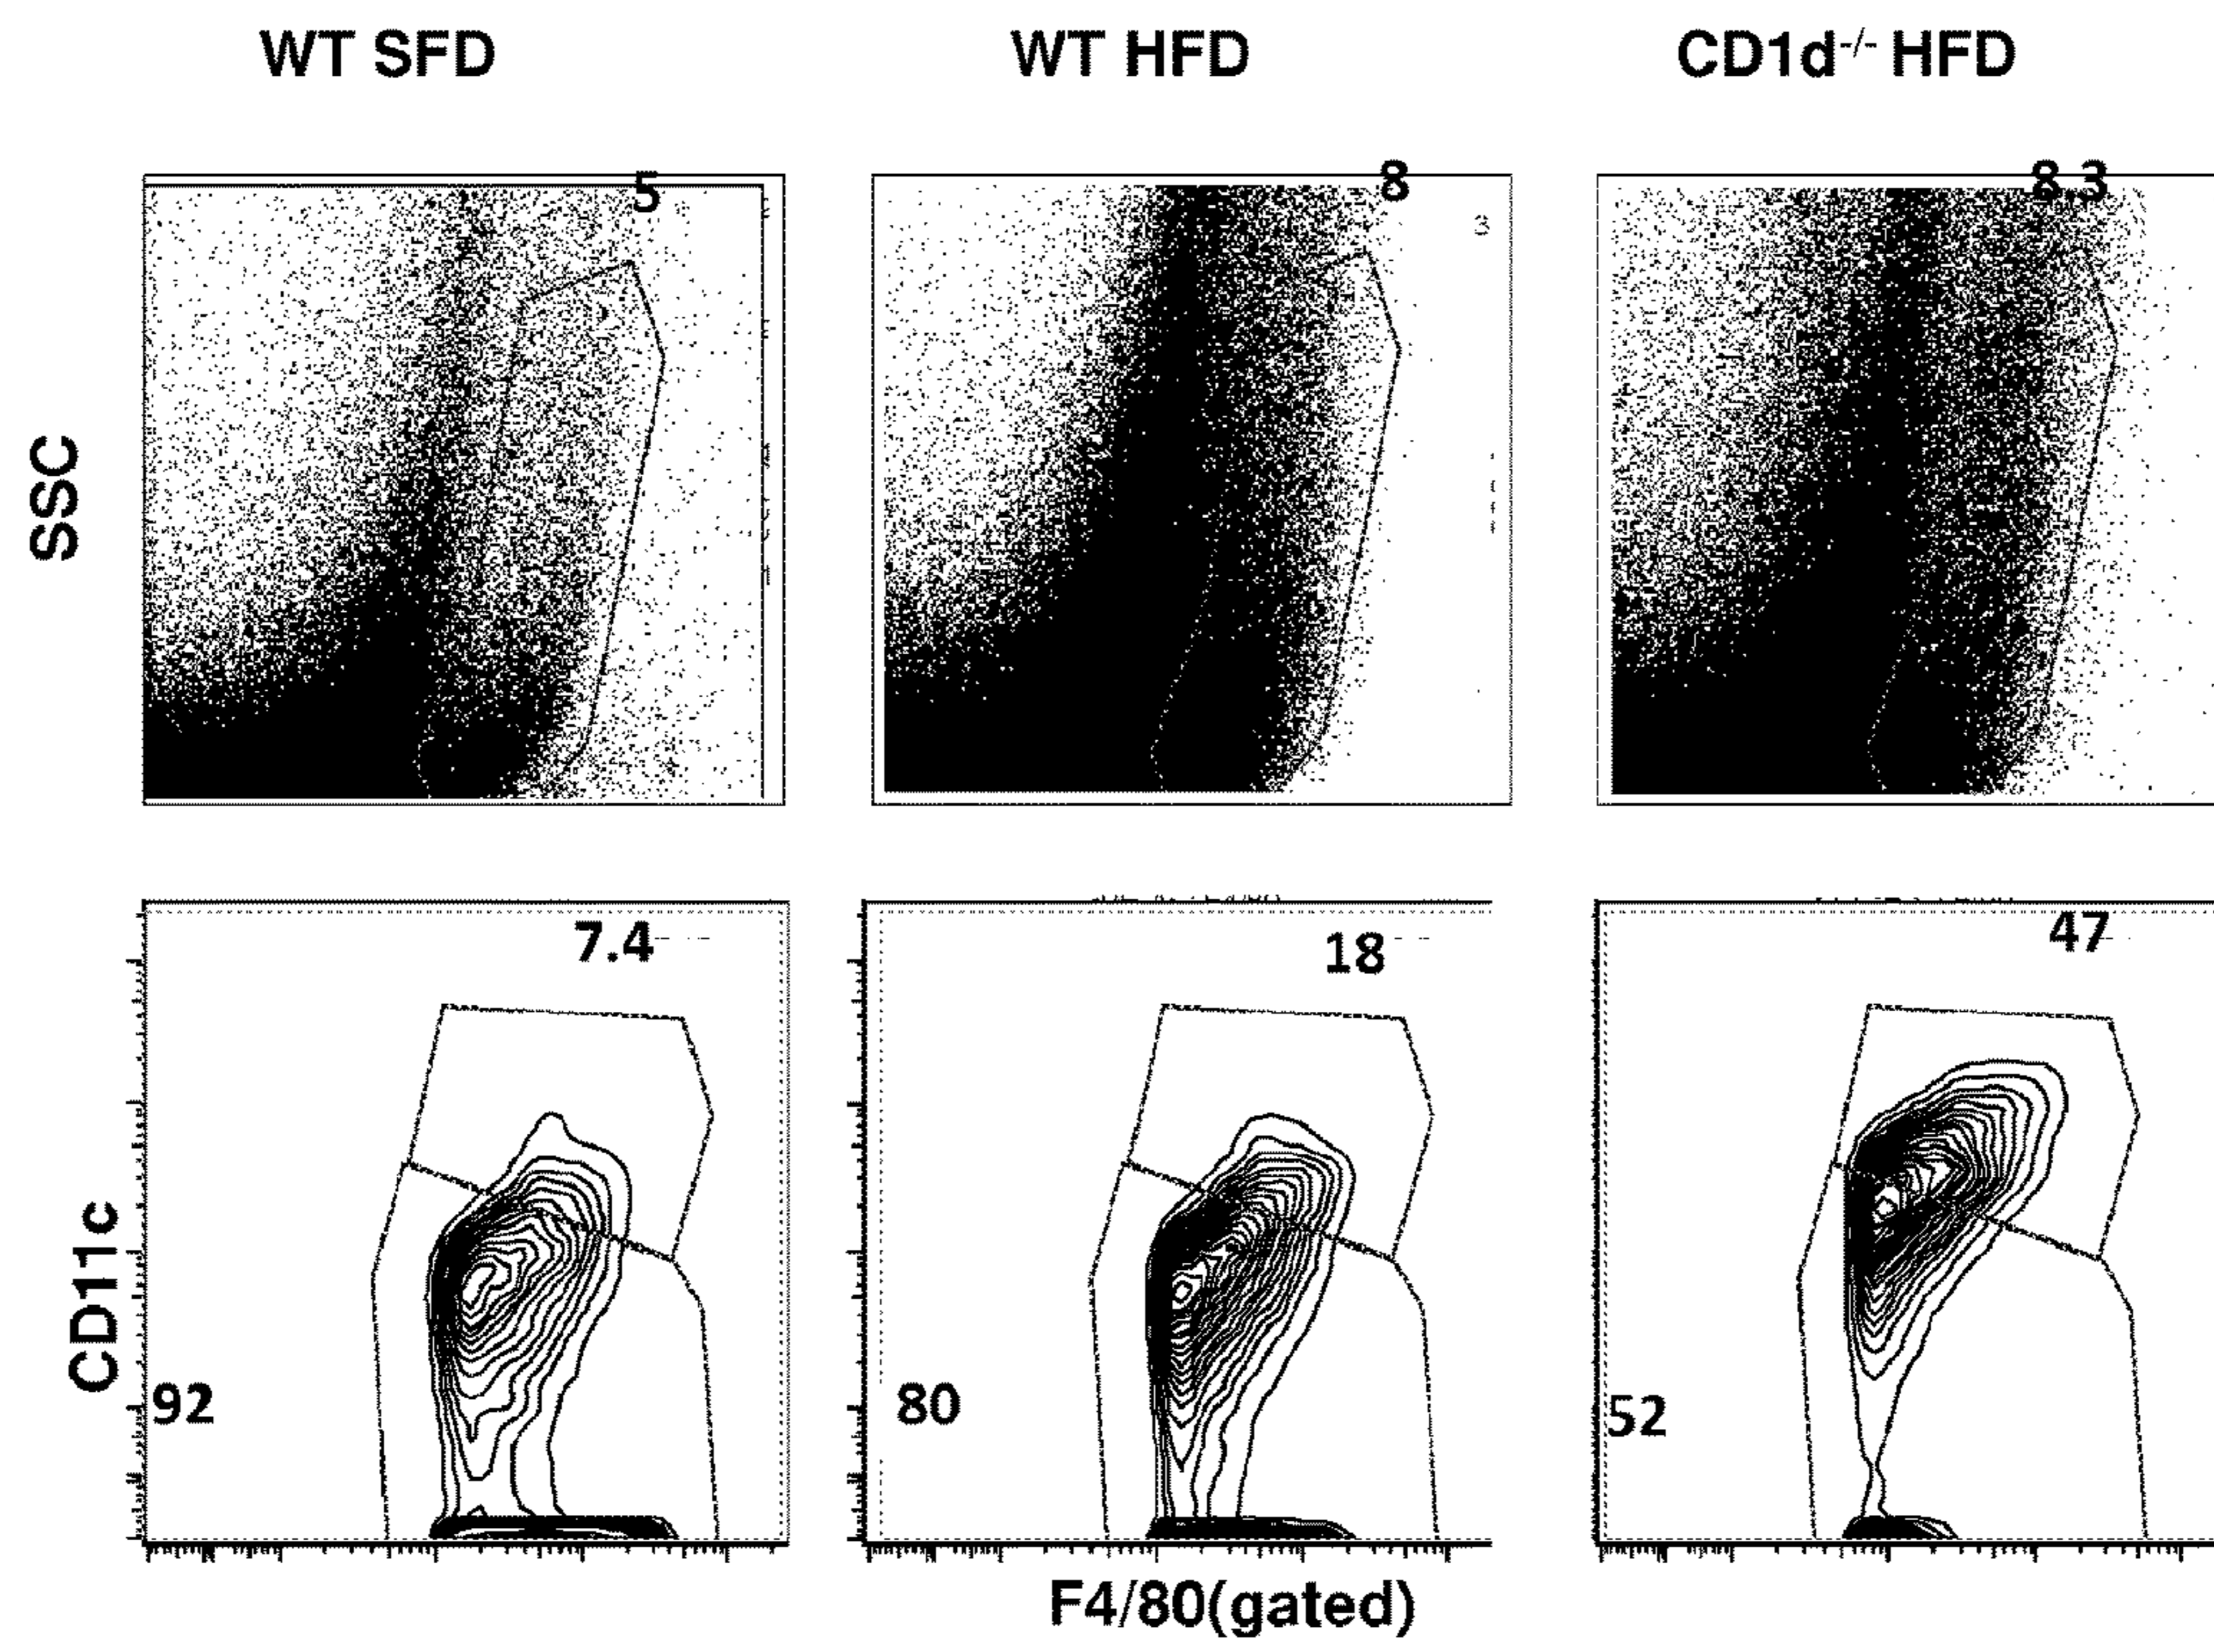 WT SFD
WT HFD
CD1d-/- HFD
5
8
8.3
3
SSC
7.4
18
47
CD11c
92
80
52
F4/80(gated)